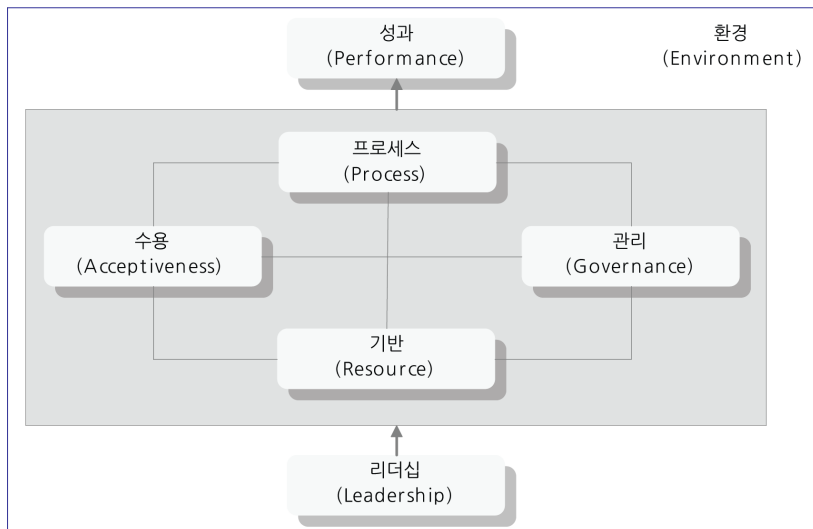 성과
(Performance)
환경
(Environment)
프로세스
(Process)
수용
(Acceptiveness)
관리
(Governance)
기반
(Resource)
리더십
(Leadership)